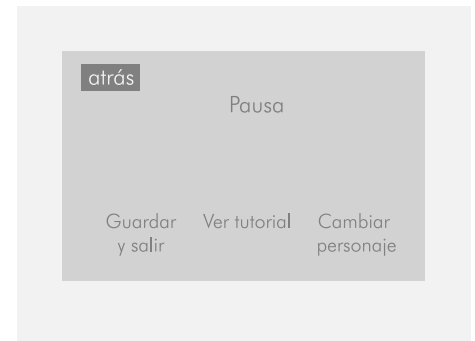 atrás
Pausa
Guardar
y salir
Ver tutorial
Cambiar
personaje